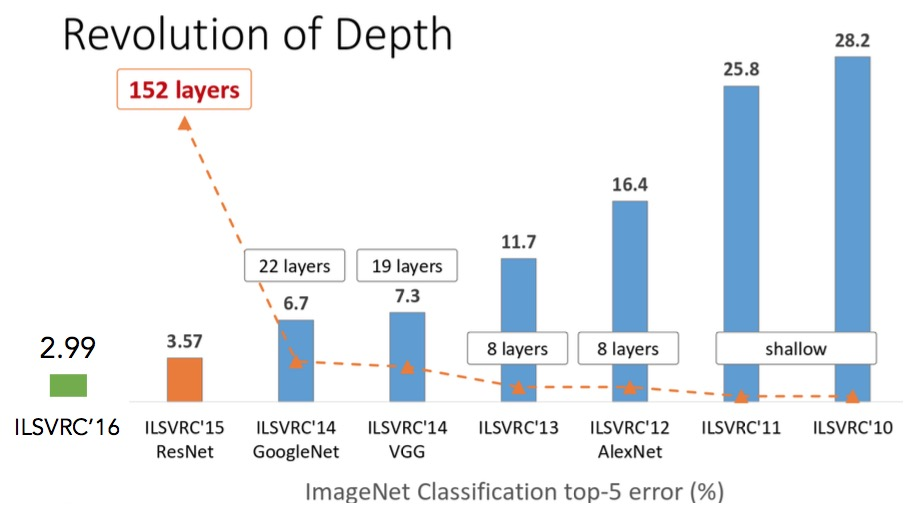 Revolution of Depth
28.2
25.8
152 layers
16.4
11.7
22 layers
19 layers
6.7
7.3
3.57
2.99
8 layers
8 layers
shallow
ILSVRC’16
ILSVRC'15
ResNet
ILSVRC'14
GoogleNet
ILSVRC'14
VGG
ILSVRC'13
ILSVRC'12
AlexNet
ILSVRC'11
ILSVRC'10
ImageNet Classification top-5 error (%)